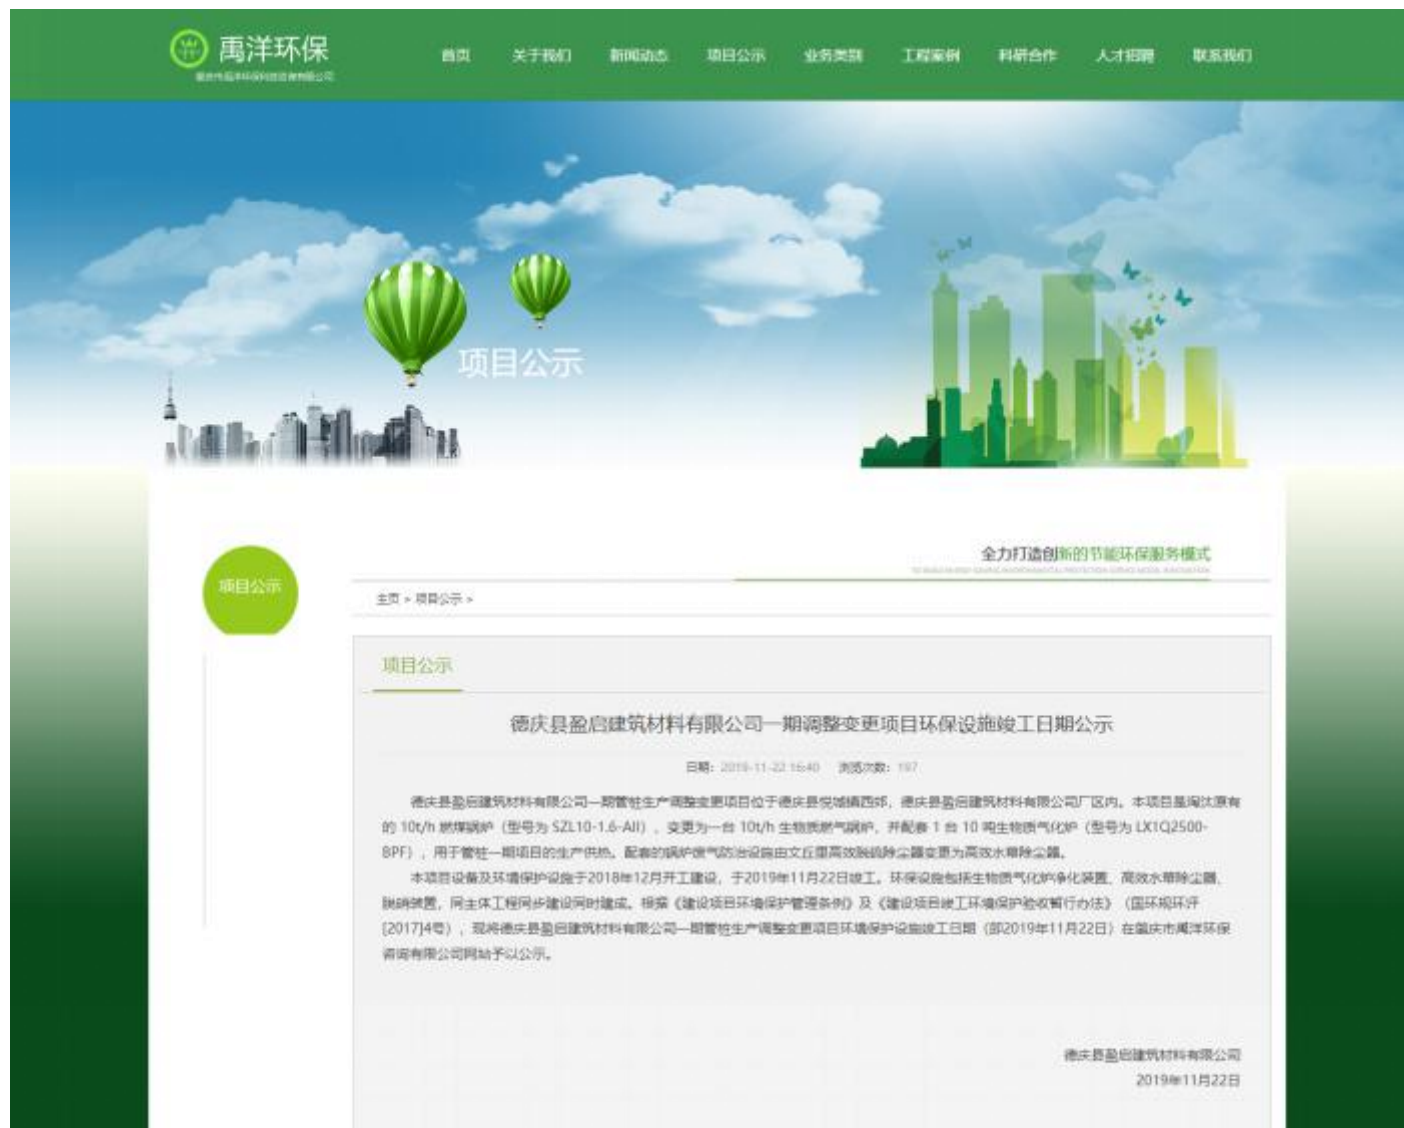 禹洋环保
首页 关于我们 新闻动态 项目公示 业务类别 工程案例 科研合作 人才招聘 联系我们
项目公示
全力打造创新的节能环保服务模式
项目公示
主页 > 项目公示 >
项目公示
德庆县盈启建筑材料有限公司一期调整变更项目环保设施竣工日期公示
日期：2019-11-22 16:40 浏览次数：197
德庆县盈启建筑材料有限公司一期管桩生产调整变更项目位于德庆县悦城镇西郊，德庆县盈启建筑材料有限公司厂区内。本项目是淘汰原有
的 10t/h 燃煤锅炉（型号为 SZL10-1.6-AII），变更为一台 10t/h 生物质燃气锅炉，并配套 1 台 10 吨生物质气化炉（型号为 LX1Q2500-
BPF），用于管桩一期项目的生产供热。配套的锅炉废气防治设施由文丘里高效脱硫除尘器变更为高效水幕除尘器。
本项目设备及环境保护设施于2018年12月开工建设，于2019年11月22日竣工。环保设施包括生物质气化炉净化装置、高效水幕除尘器、
脱硝装置，同主体工程同步建设同时建成。根据《建设项目环境保护管理条例》及《建设项目竣工环境保护验收暂行办法》（国环规环评
[2017]4号），现将德庆县盈启建筑材料有限公司一期管桩生产调整变更项目环境保护设施竣工日期（即2019年11月22日）在肇庆市禹洋环保
咨询有限公司网站予以公示。
德庆县盈启建筑材料有限公司
2019年11月22日